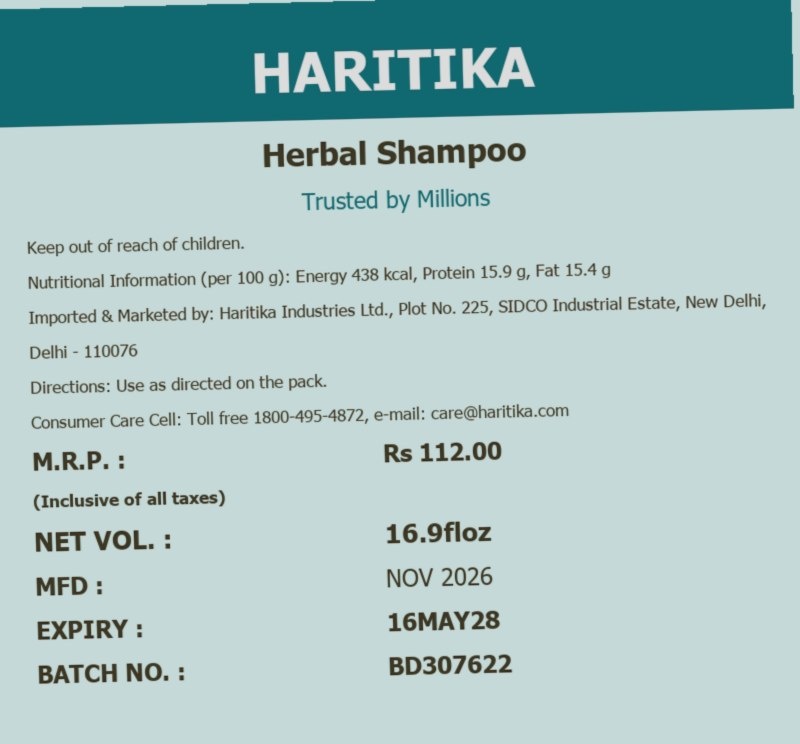 HARITIKA
Herbal Shampoo
Trusted by Millions
Keep out of reach of children.
Nutritional Information (per 100 g): Energy 438 kcal, Protein 15.9 g, Fat 15.4 g
Imported & Marketed by: Haritika Industries Ltd., Plot No. 225, SIDCO Industrial Estate, New Delhi,
Delhi - 110076
Directions: Use as directed on the pack.
Consumer Care Cell: Toll free 1800-495-4872, e-mail: care@haritika.com
M.R.P. : Rs 112.00
(Inclusive of all taxes)
NET VOL. : 16.9floz
MFD : NOV 2026
EXPIRY : 16MAY28
BATCH NO. : BD307622